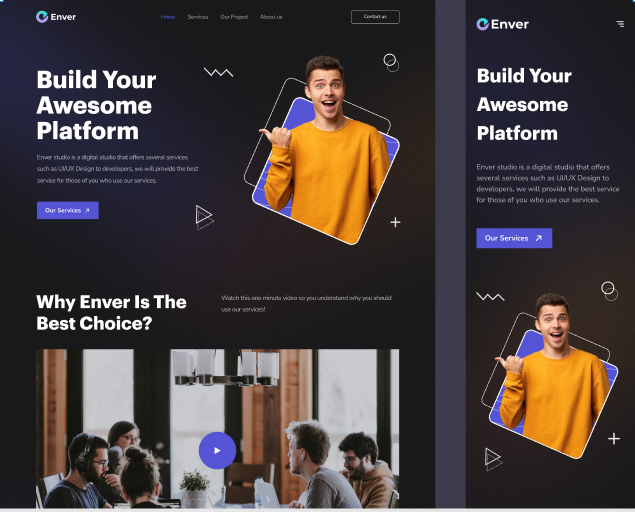 Enver
Home
Services
Our Project
About us
Contact us
Build Your
Awesome
Platform
Enver studio is a digital studio that offers several services
such as UI/UX Design to developers, we will provide the best
service for those of you who use our services.
Our Services
Why Enver Is The
Best Choice?
Watch this one minute video so you understand why you should
use our services!
Enver
Build Your
Awesome
Platform
Enver studio is a digital studio that offers
several services such as UI/UX Design to
developers, we will provide the best service
for those of you who use our services.
Our Services